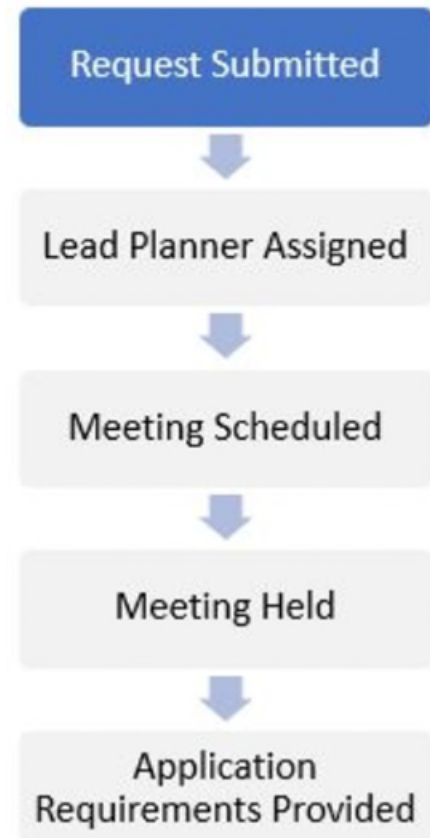 Request Submitted
Lead Planner Assigned
Meeting Scheduled
Meeting Held
Application
Requirements Provided